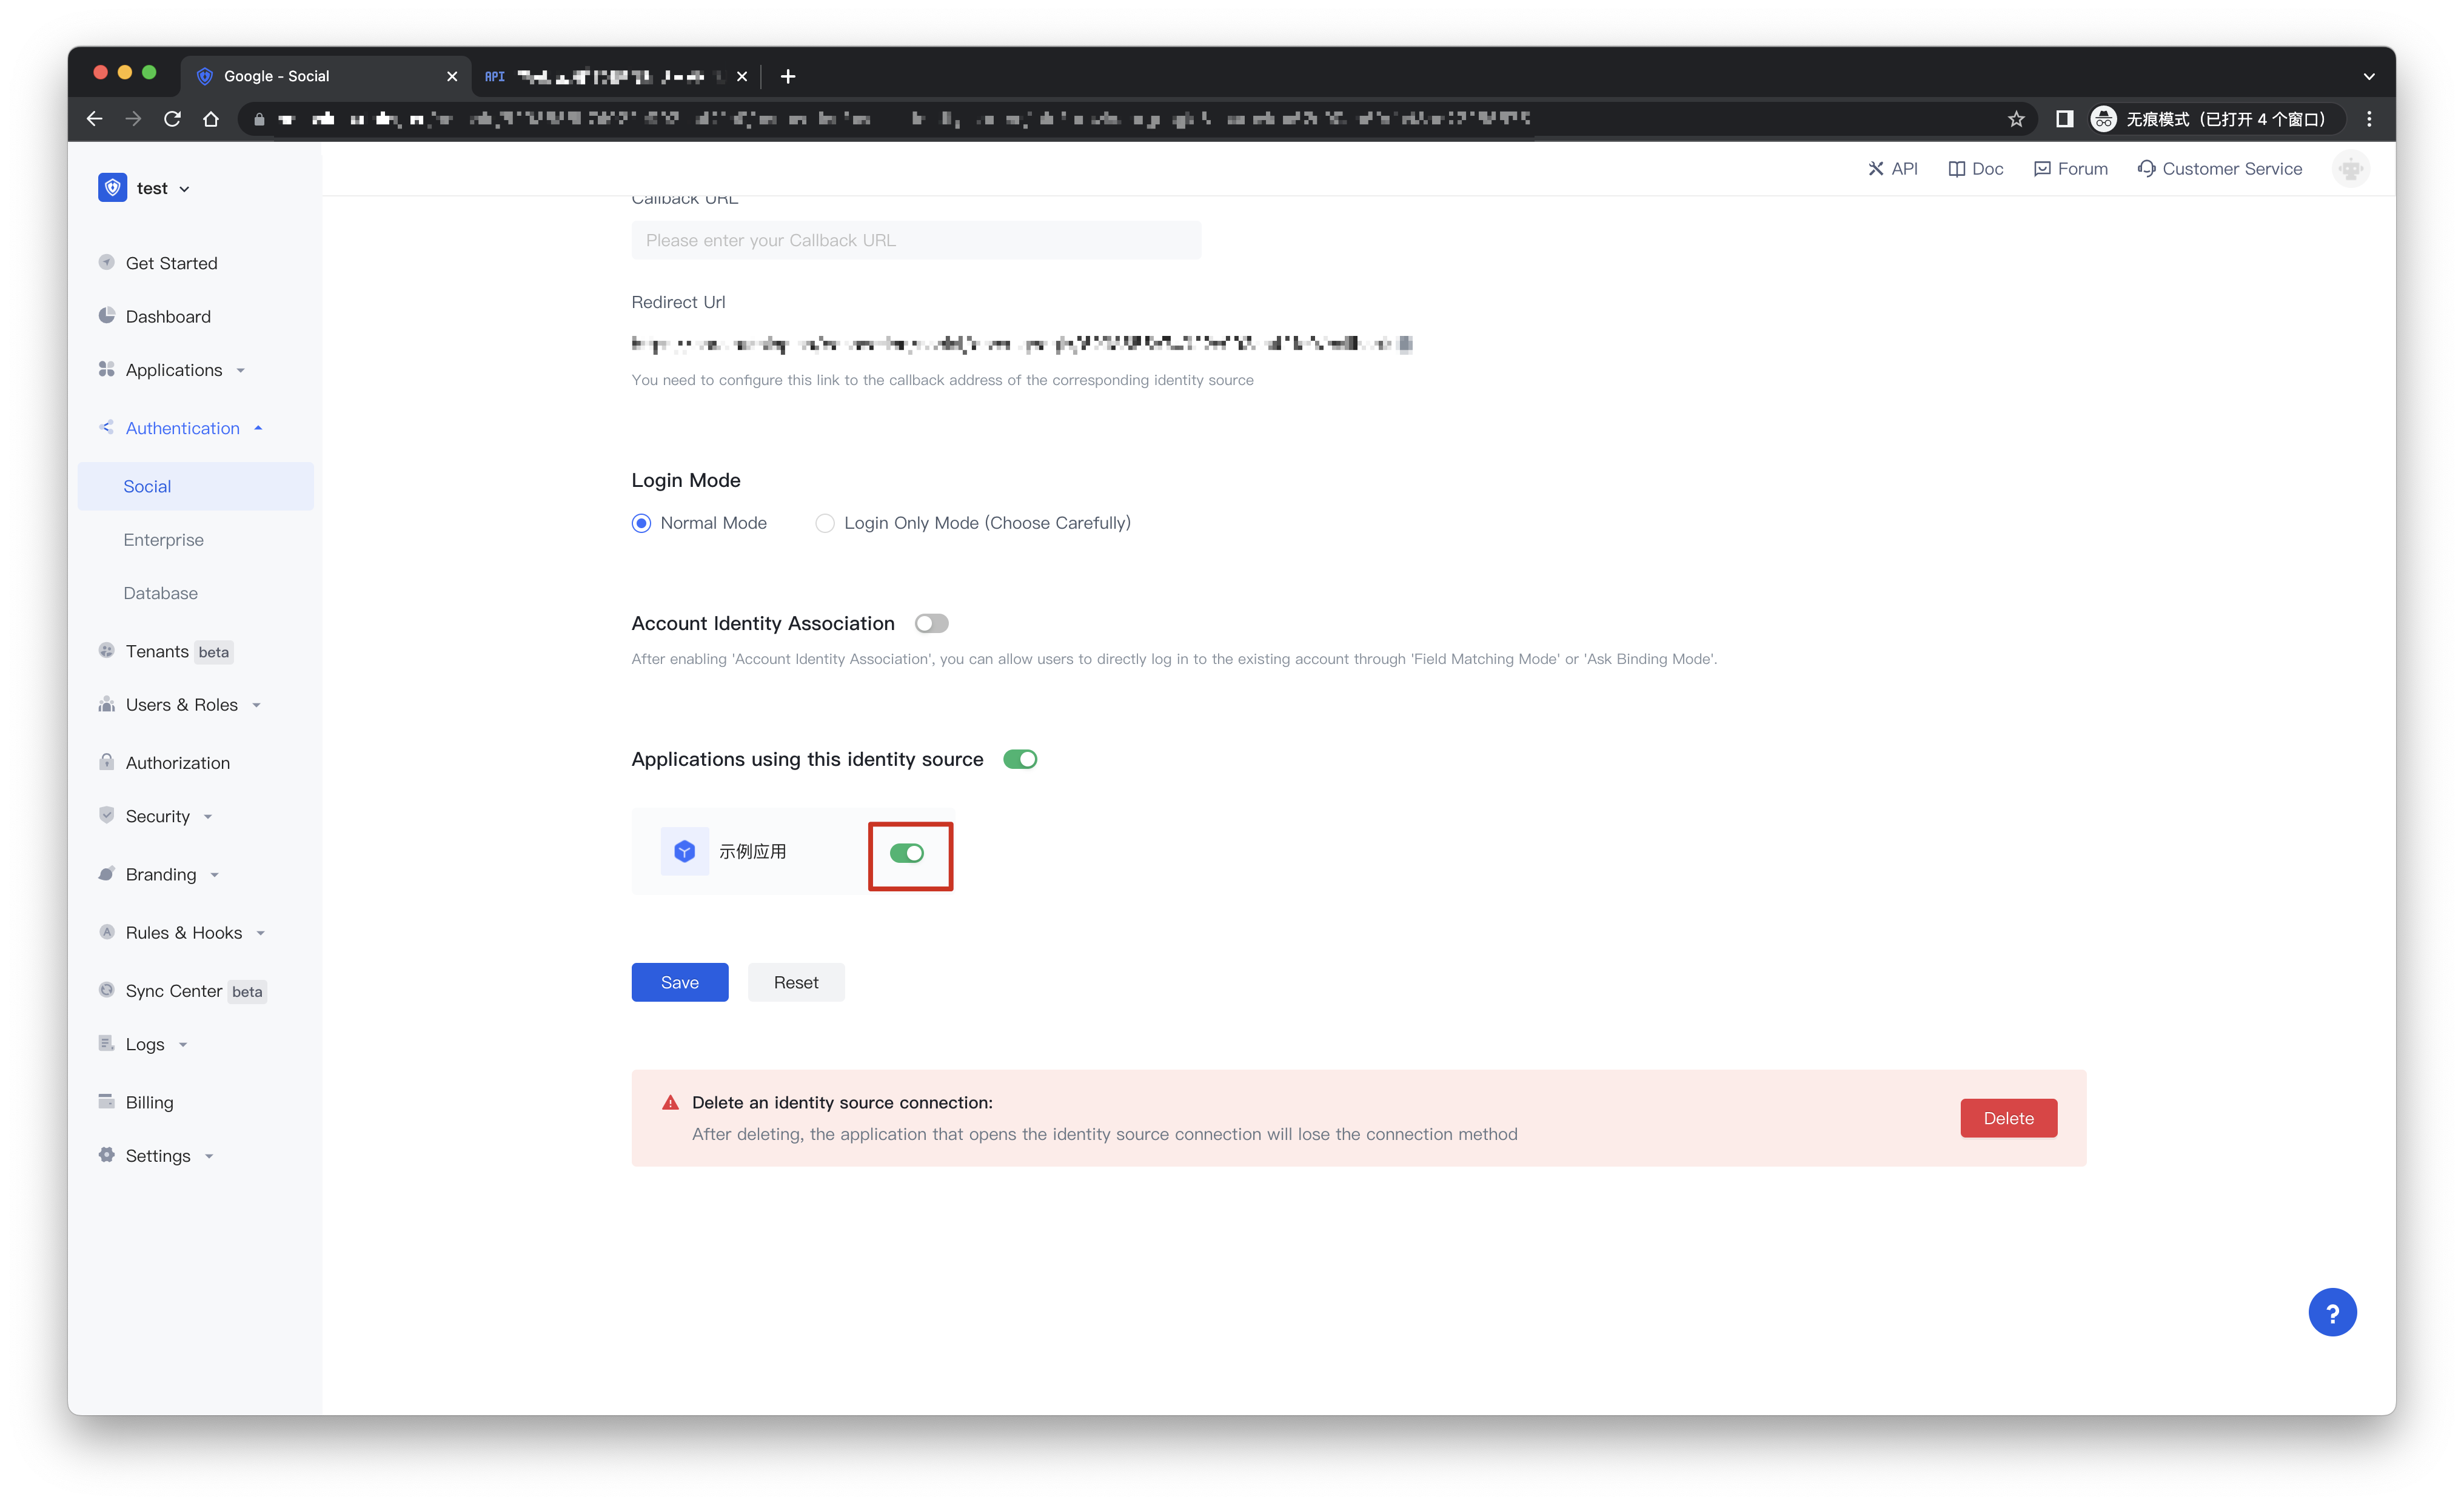 Google - Social
API
无痕模式（已打开 4 个窗口）
test
API
Doc
Forum
Customer Service
Get Started
Dashboard
Applications
Authentication
Social
Enterprise
Database
Tenants beta
Users & Roles
Authorization
Security
Branding
Rules & Hooks
Sync Center beta
Logs
Billing
Settings
Callback URL
Please enter your Callback URL
Redirect Url
You need to configure this link to the callback address of the corresponding identity source
Login Mode
Normal Mode
Login Only Mode (Choose Carefully)
Account Identity Association
After enabling 'Account Identity Association', you can allow users to directly log in to the existing account through 'Field Matching Mode' or 'Ask Binding Mode'.
Applications using this identity source
示例应用
Save
Reset
Delete an identity source connection:
After deleting, the application that opens the identity source connection will lose the connection method
Delete
?